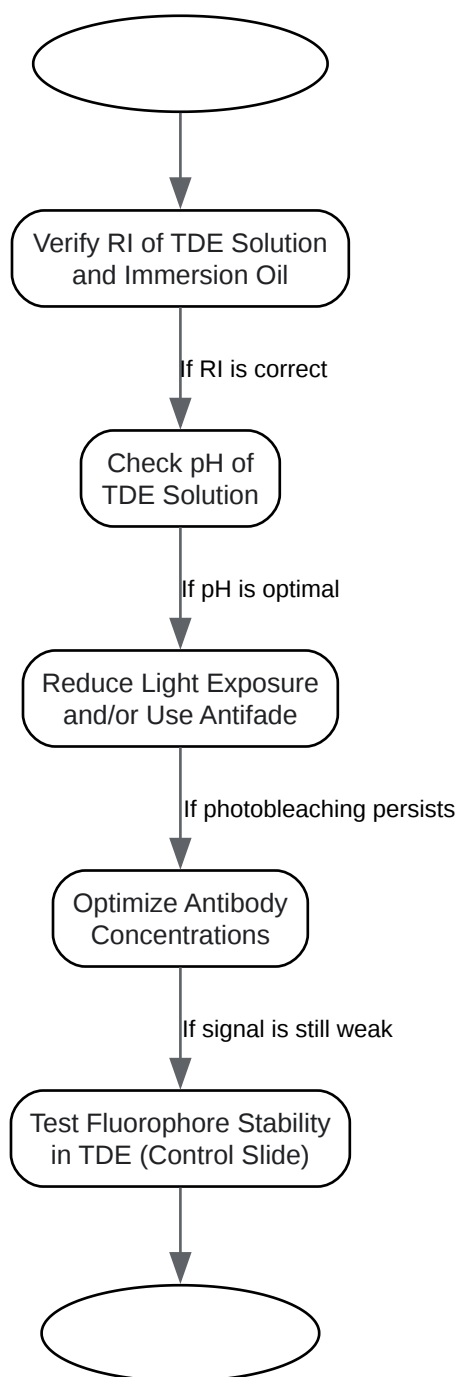 Verify RI of TDE Solution
and Immersion Oil
If RI is correct
Check pH of
TDE Solution
If pH is optimal
Reduce Light Exposure
and/or Use Antifade
If photobleaching persists
Optimize Antibody
Concentrations
If signal is still weak
Test Fluorophore Stability
in TDE (Control Slide)